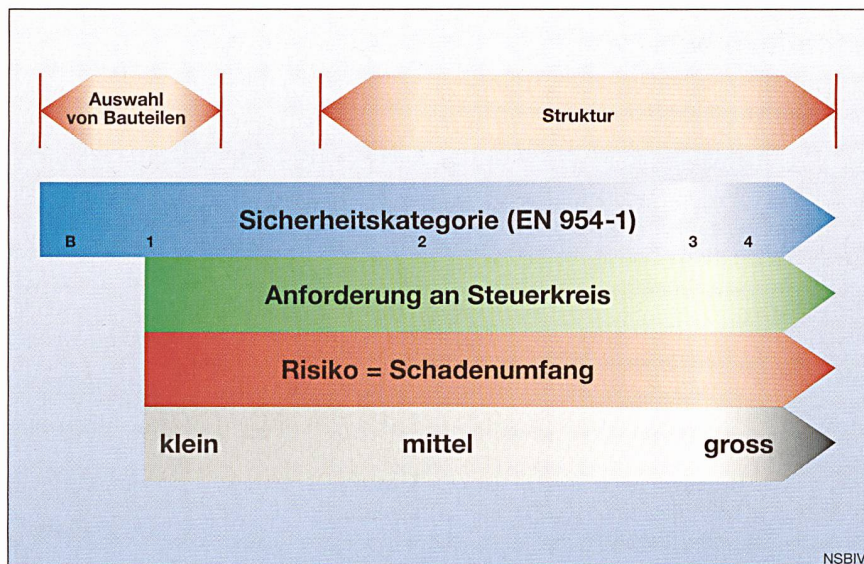 Auswahl
von Bauteilen
Struktur
Sicherheitskategorie (EN 954-1)
B 1 2 3 4
Anforderung an Steuerkreis
Risiko = Schadenumfang
klein mittel gross
NSBIV